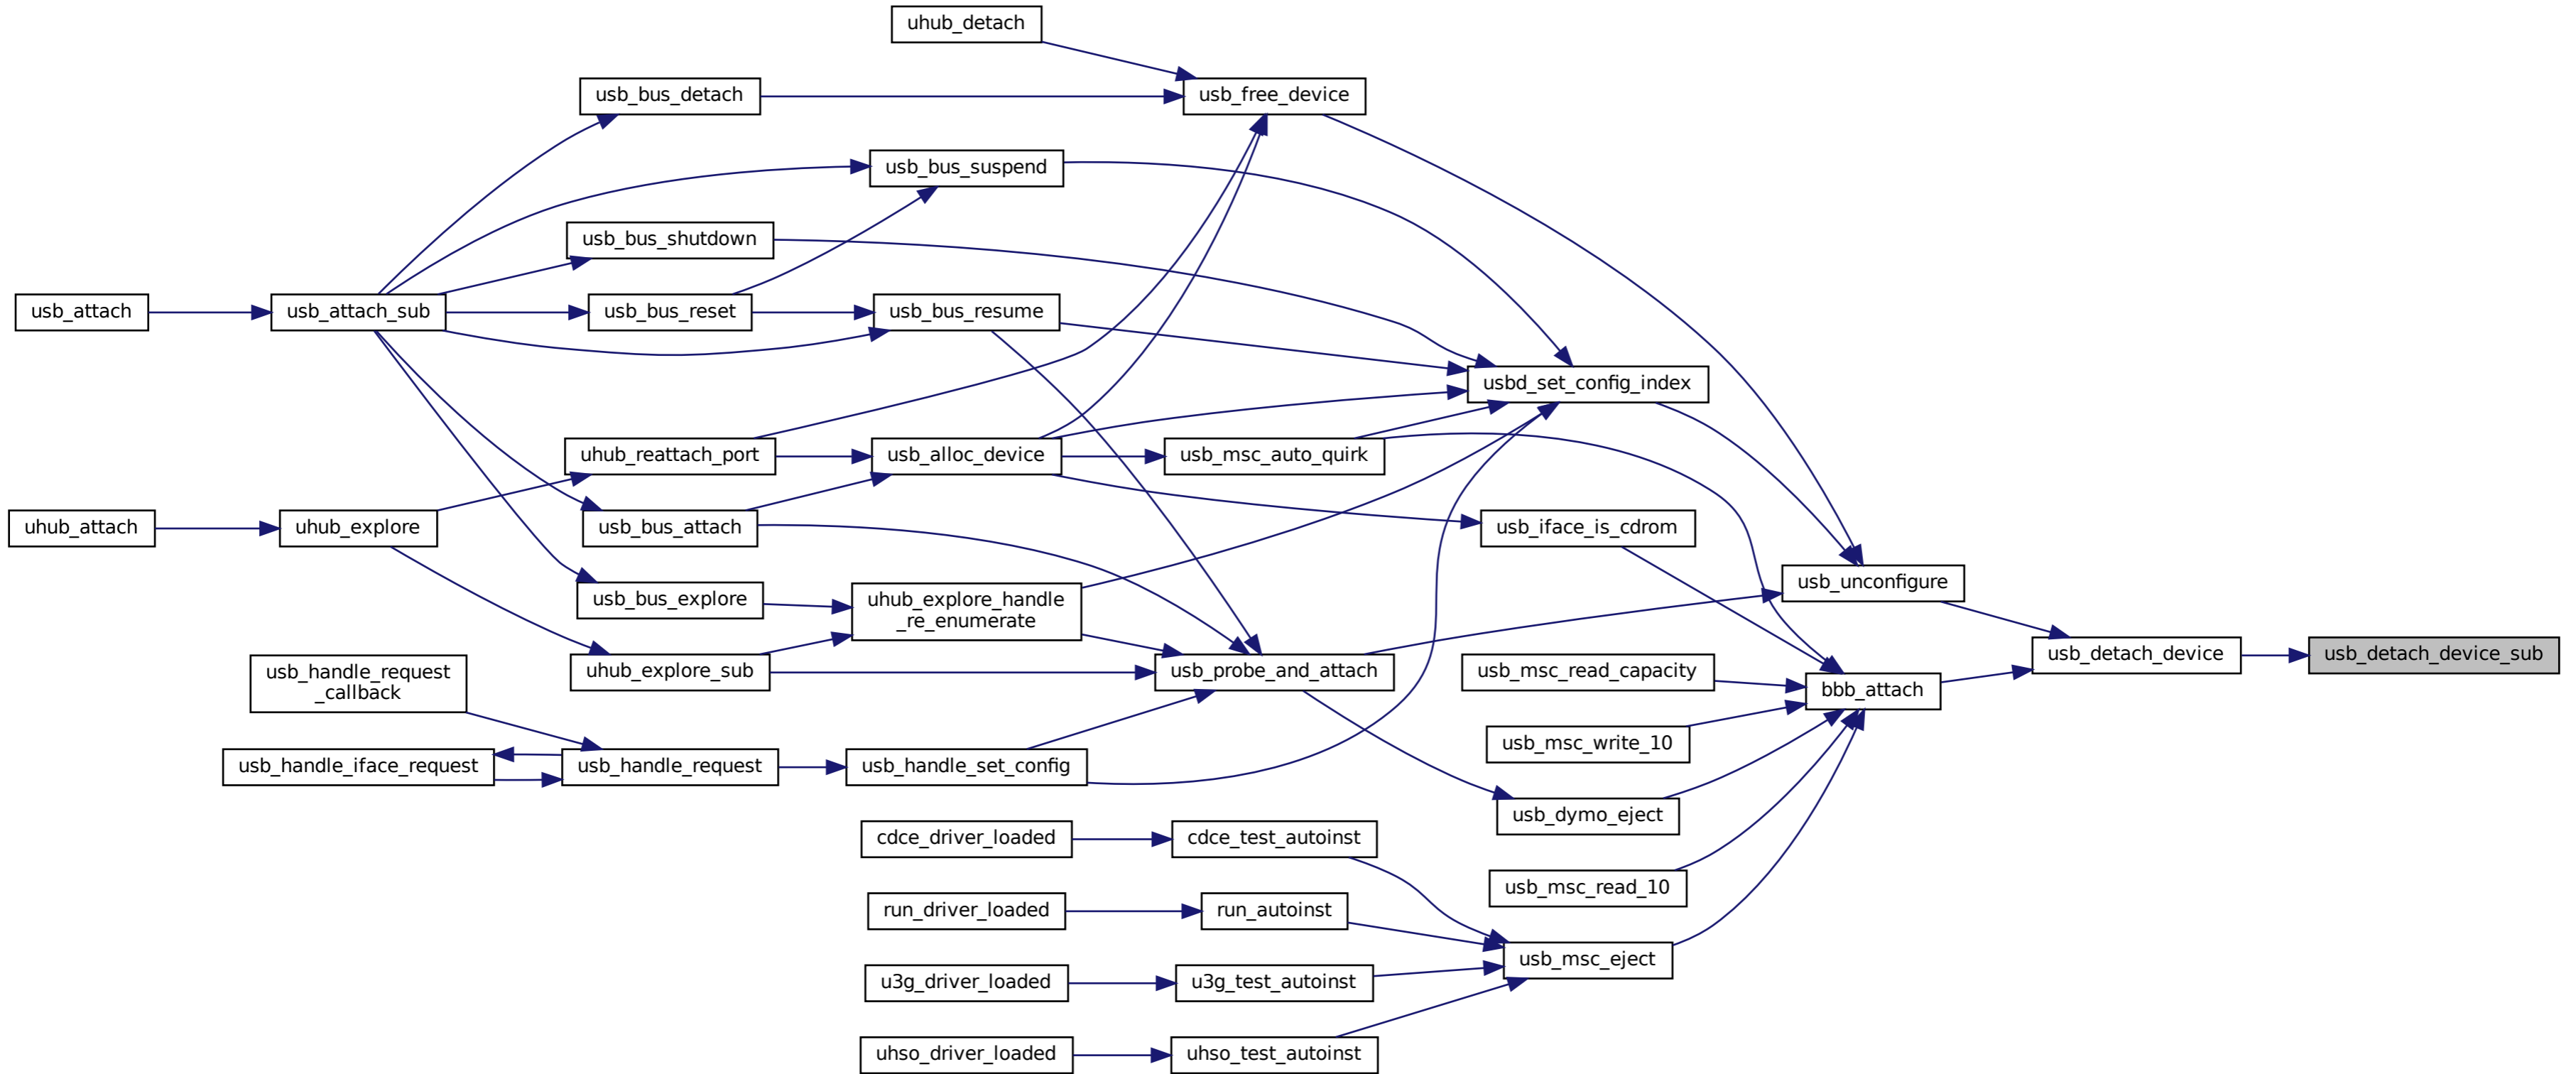 uhub_detach
usb_bus_detach
usb_free_device
usb_bus_suspend
usb_bus_shutdown
usb_attach
usb_attach_sub
usb_bus_reset
usb_bus_resume
usbd_set_config_index
uhub_reattach_port
usb_alloc_device
usb_msc_auto_quirk
uhub_attach
uhub_explore
usb_bus_attach
usb_iface_is_cdrom
usb_unconfigure
usb_bus_explore
uhub_explore_handle
_re_enumerate
usb_detach_device
usb_detach_device_sub
usb_handle_request
_callback
uhub_explore_sub
usb_probe_and_attach
usb_msc_read_capacity
bbb_attach
usb_msc_write_10
usb_handle_iface_request
usb_handle_request
usb_handle_set_config
usb_dymo_eject
cdce_driver_loaded
cdce_test_autoinst
usb_msc_read_10
run_driver_loaded
run_autoinst
usb_msc_eject
u3g_driver_loaded
u3g_test_autoinst
uhso_driver_loaded
uhso_test_autoinst